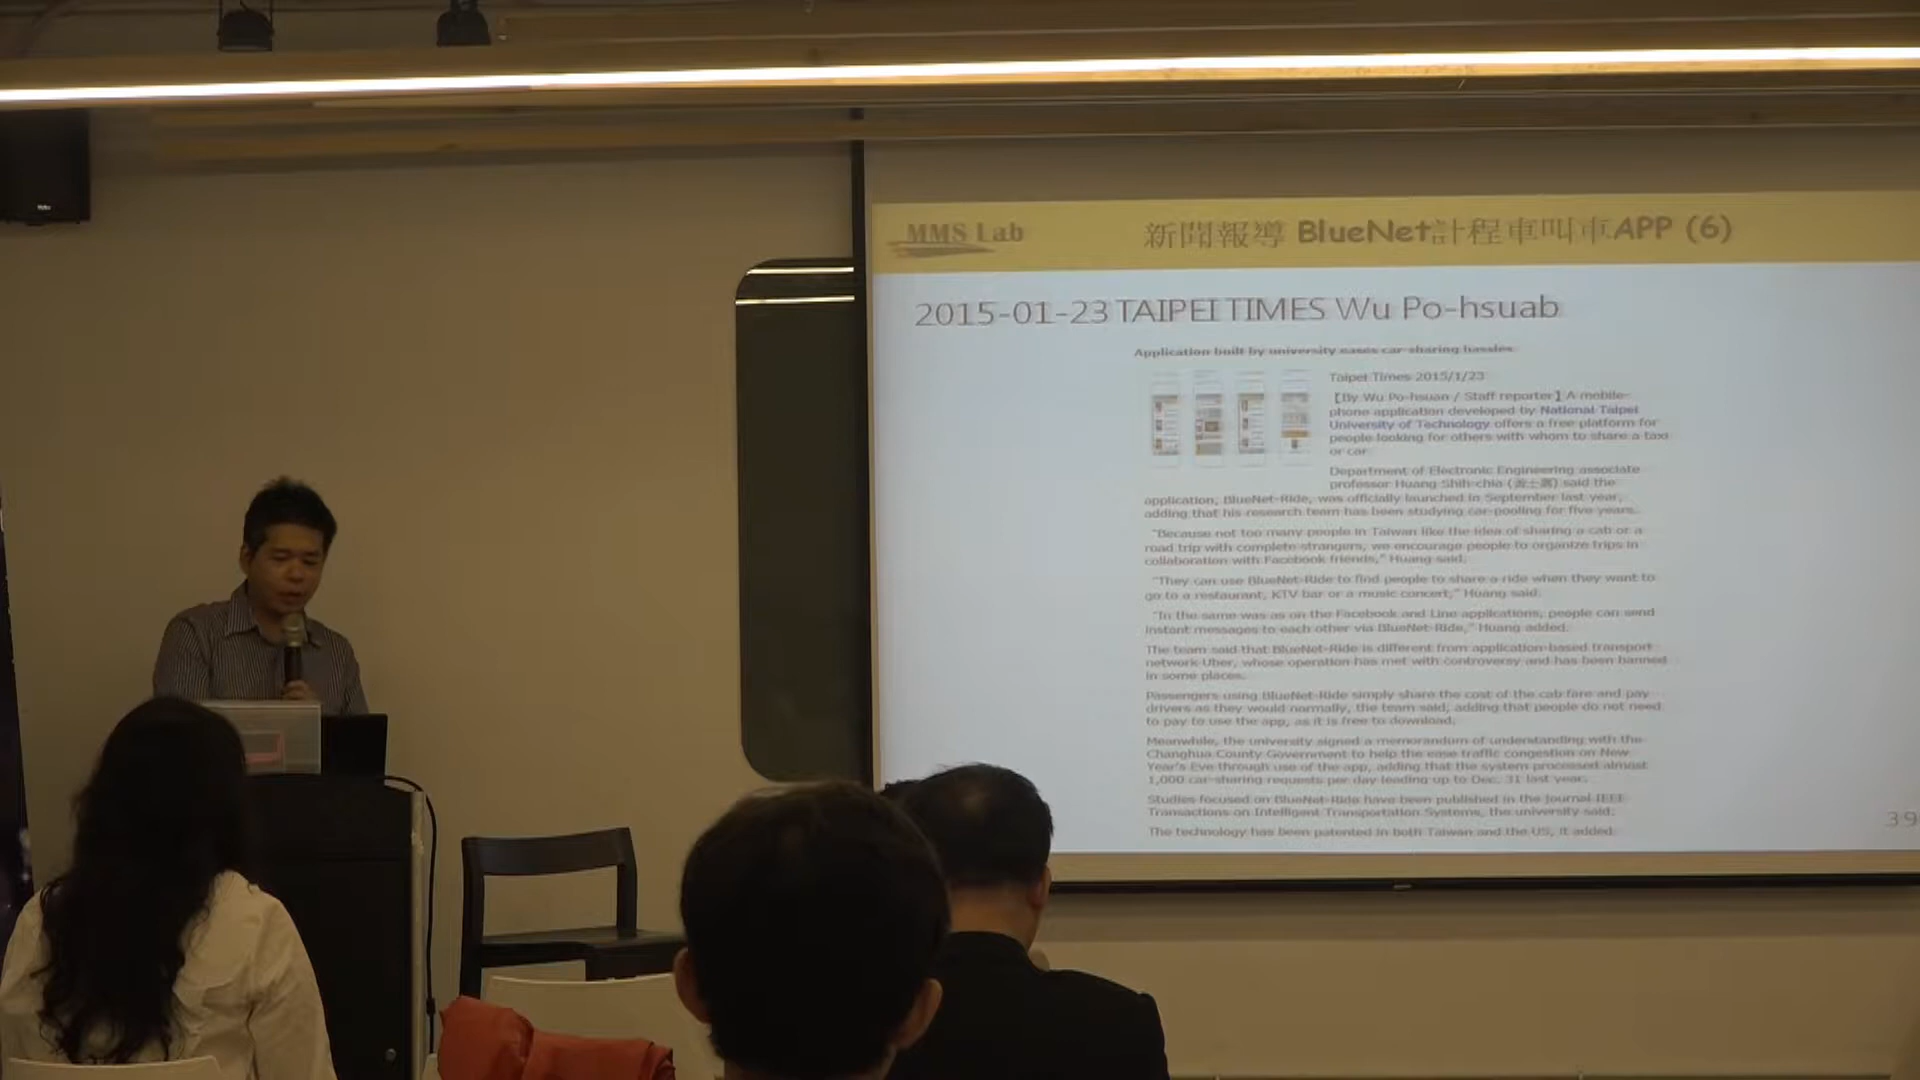 MMS Lab
新聞報導 BlueNet計程車叫車APP (6)
2015-01-23 TAIPEI TIMES Wu Po-hsuab
Application built by university eases car-sharing hassles
Taipei Times 2015/1/23
【By Wu Po-hsuan / Staff reporter】A mobile-
phone application developed by National Taipei
University of Technology offers a free platform for
people looking for others with whom to share a taxi
or car.
Department of Electronic Engineering associate
professor Huang Shih-chia (黃士嘉) said the
application, BlueNet-Ride, was officially launched in September last year,
adding that his research team has been studying car-pooling for five years.
"Because not too many people in Taiwan like the idea of sharing a cab or a
road trip with complete strangers, we encourage people to organize trips in
collaboration with Facebook friends," Huang said.
"They can use BlueNet-Ride to find people to share a ride when they want to
go to a restaurant, KTV bar or a music concert," Huang said.
"In the same was as on the Facebook and Line applications, people can send
instant messages to each other via BlueNet-Ride," Huang added.
The team said that BlueNet-Ride is different from application-based transport
network Uber, whose operation has met with controversy and has been banned
in some places.
Passengers using BlueNet-Ride simply share the cost of the cab fare and pay
drivers as they would normally, the team said, adding that people do not need
to pay to use the app, as it is free to download.
Meanwhile, the university signed a memorandum of understanding with the
Changhua County Government to help the ease traffic congestion on New
Year's Eve through use of the app, adding that the system processed almost
1,000 car-sharing requests per day leading up to Dec. 31 last year.
Studies focused on BlueNet-Ride have been published in the journal IEEE
Transactions on Intelligent Transportation Systems, the university said.
The technology has been patented in both Taiwan and the US, it added.
39